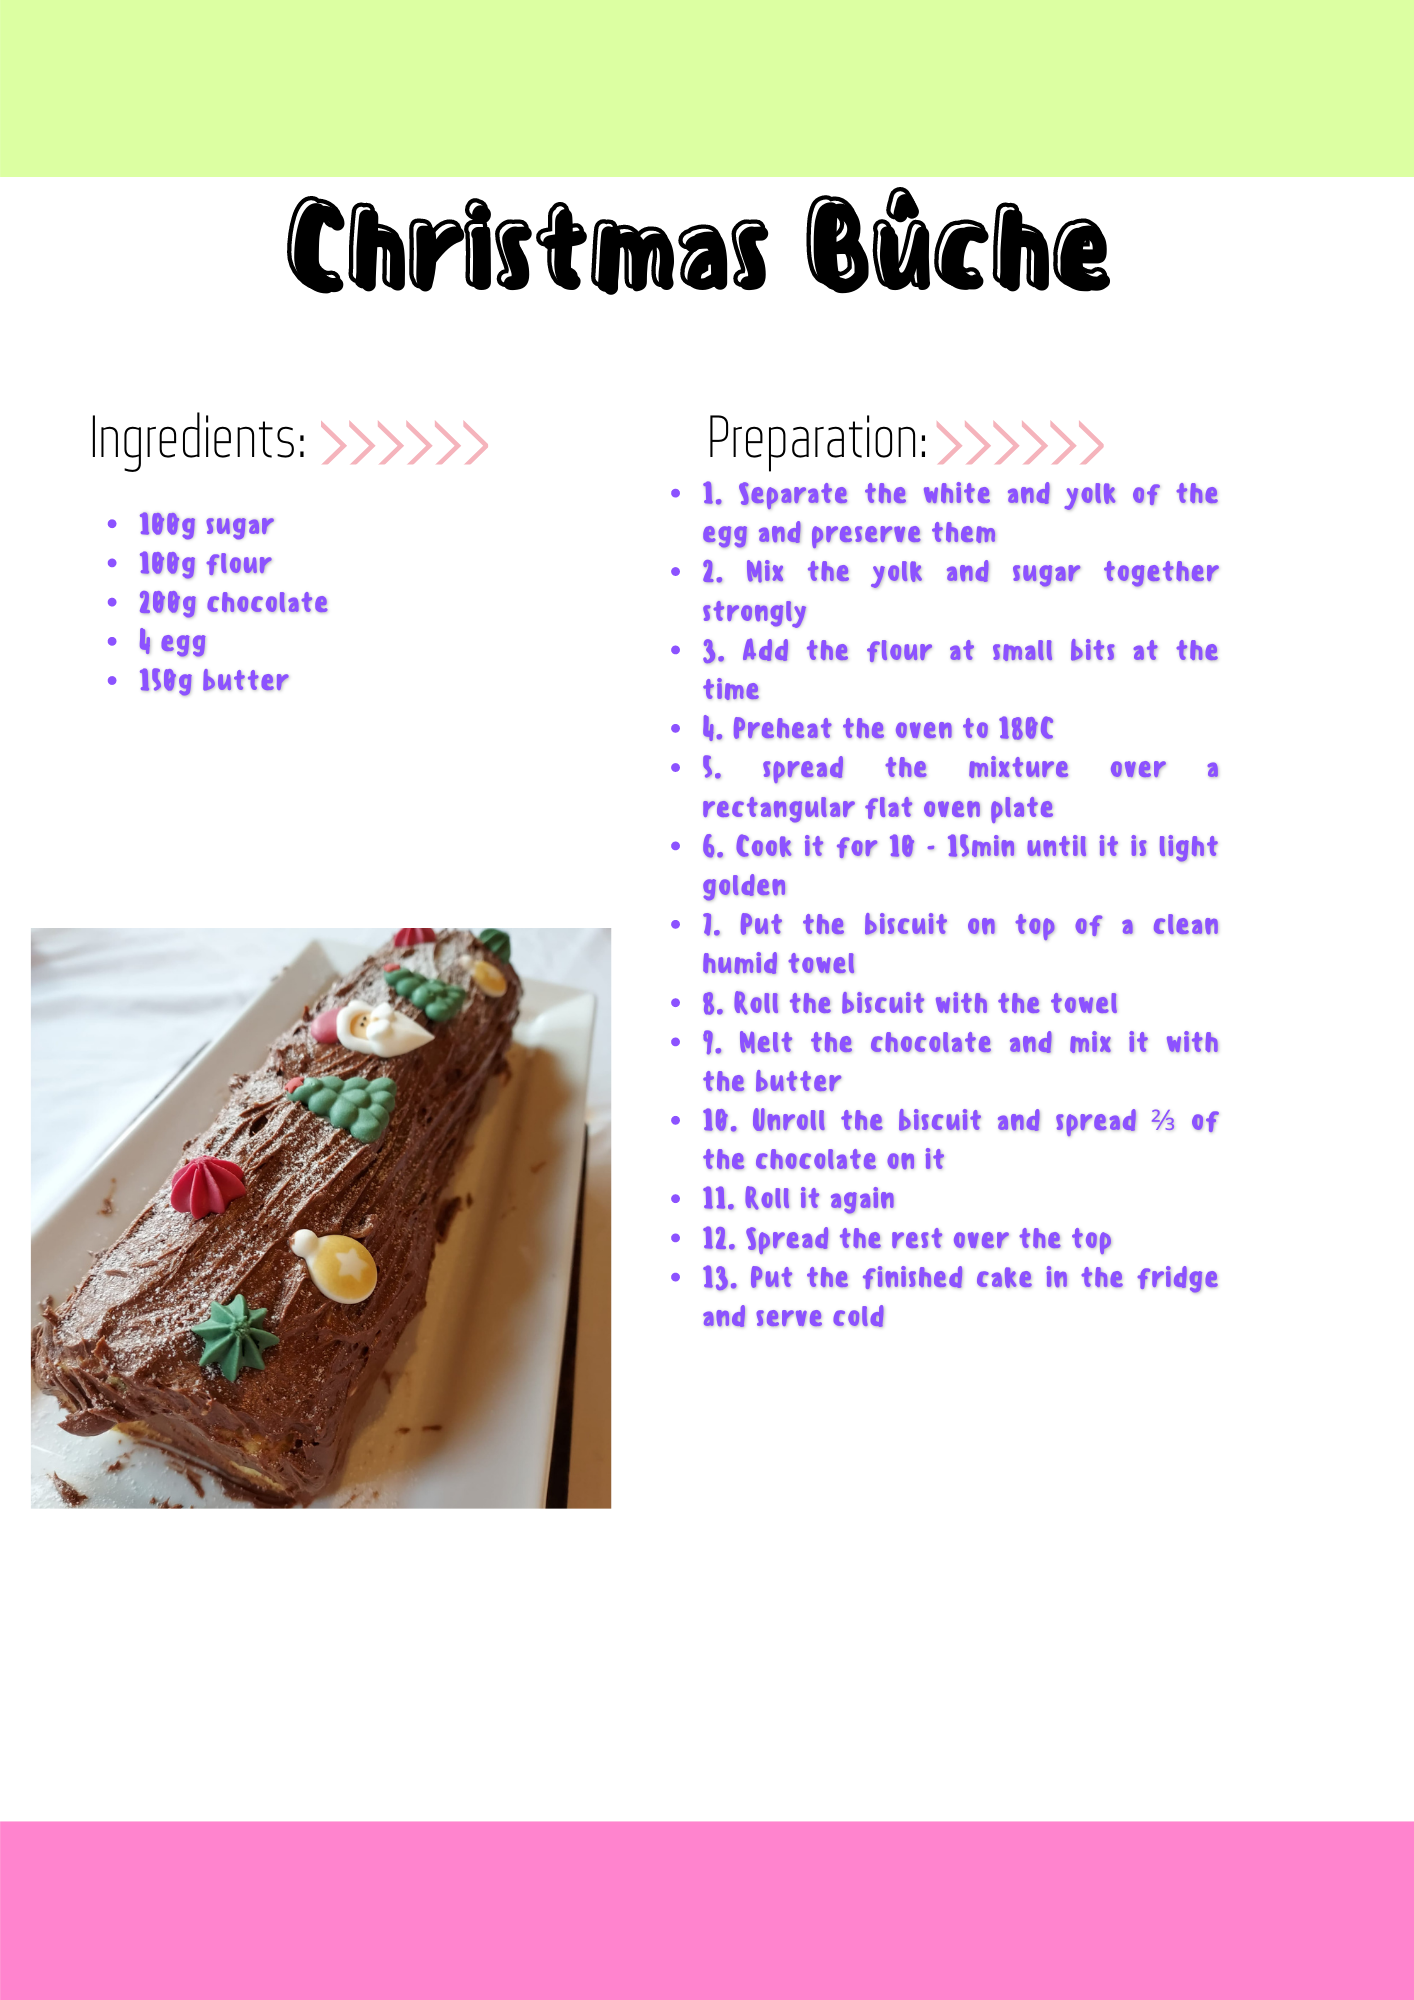 Christmas Bûche
Ingredients:
• 100g sugar
• 100g flour
• 200g chocolate
• 4 egg
• 150g butter
Preparation:
• 1. Separate the white and yolk of the
egg and preserve them
• 2. Mix the yolk and sugar together
strongly
• 3. Add the flour at small bits at the
time
• 4. Preheat the oven to 180C
• 5. spread the mixture over a
rectangular flat oven plate
• 6. Cook it for 10 - 15min until it is light
golden
• 7. Put the biscuit on top of a clean
humid towel
• 8. Roll the biscuit with the towel
• 9. Melt the chocolate and mix it with
the butter
• 10. Unroll the biscuit and spread ⅔ of
the chocolate on it
• 11. Roll it again
• 12. Spread the rest over the top
• 13. Put the finished cake in the fridge
and serve cold